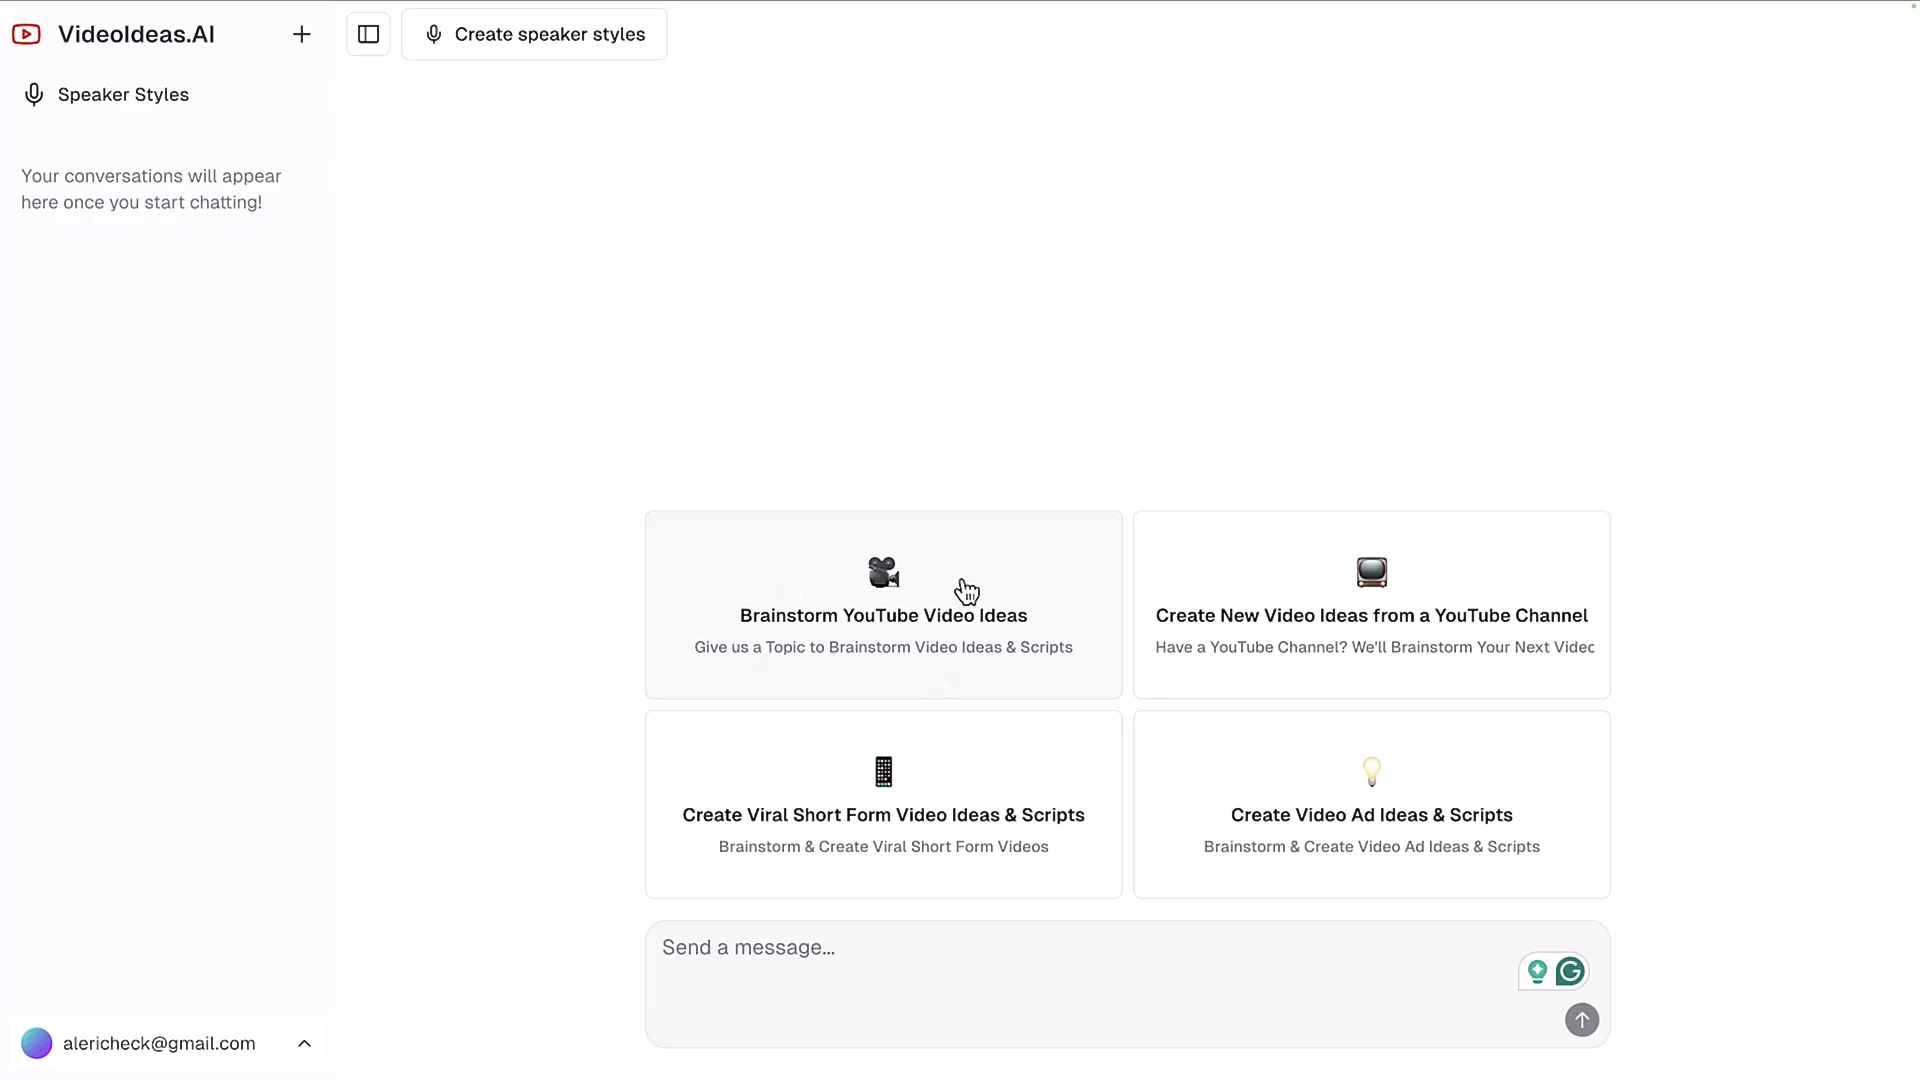 VideoIdeas.AI
Create speaker styles
Speaker Styles
Your conversations will appear
here once you start chatting!
Brainstorm YouTube Video Ideas
Give us a Topic to Brainstorm Video Ideas & Scripts
Create New Video Ideas from a YouTube Channel
Have a YouTube Channel? We'll Brainstorm Your Next Videc
Create Viral Short Form Video Ideas & Scripts
Brainstorm & Create Viral Short Form Videos
Create Video Ad Ideas & Scripts
Brainstorm & Create Video Ad Ideas & Scripts
Send a message...
alericheck@gmail.com